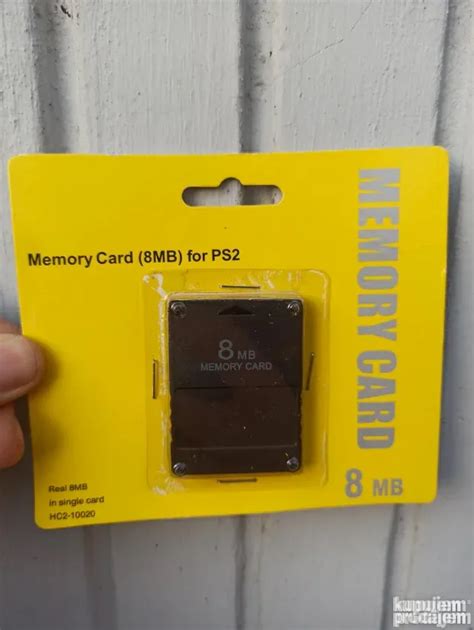 Memory Card (8MB) for PS2
MEMORY CARD
8 MB
8 MB
MEMORY CARD
Real 8MB
in single card
HC2-10020
kupujem
prodajem